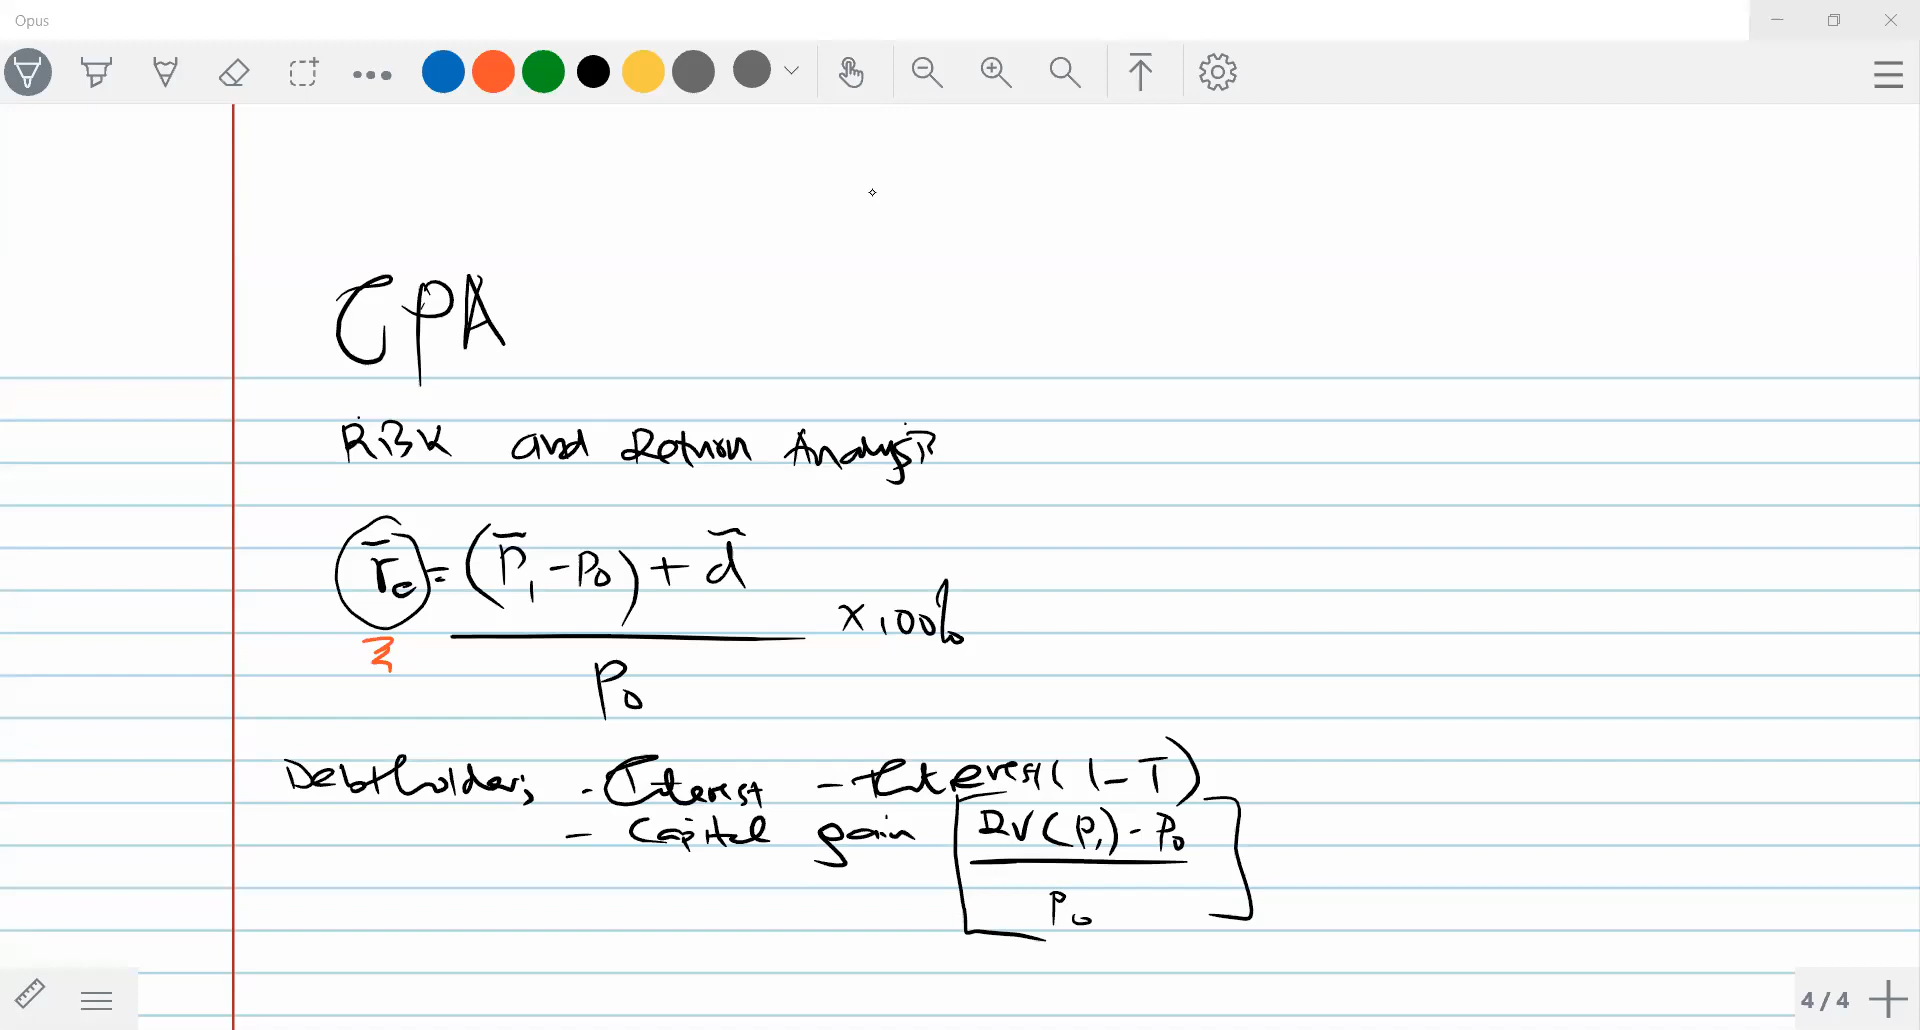 Opus
CPA
Risk and Return Analysis
r̄e = (P̄₁ - P₀) + d̄
x 100%
P₀
Debtholders - Interest - Interest (1 - T)
- Capital gain [RV(P₁) - P₀
P₀]
4 / 4